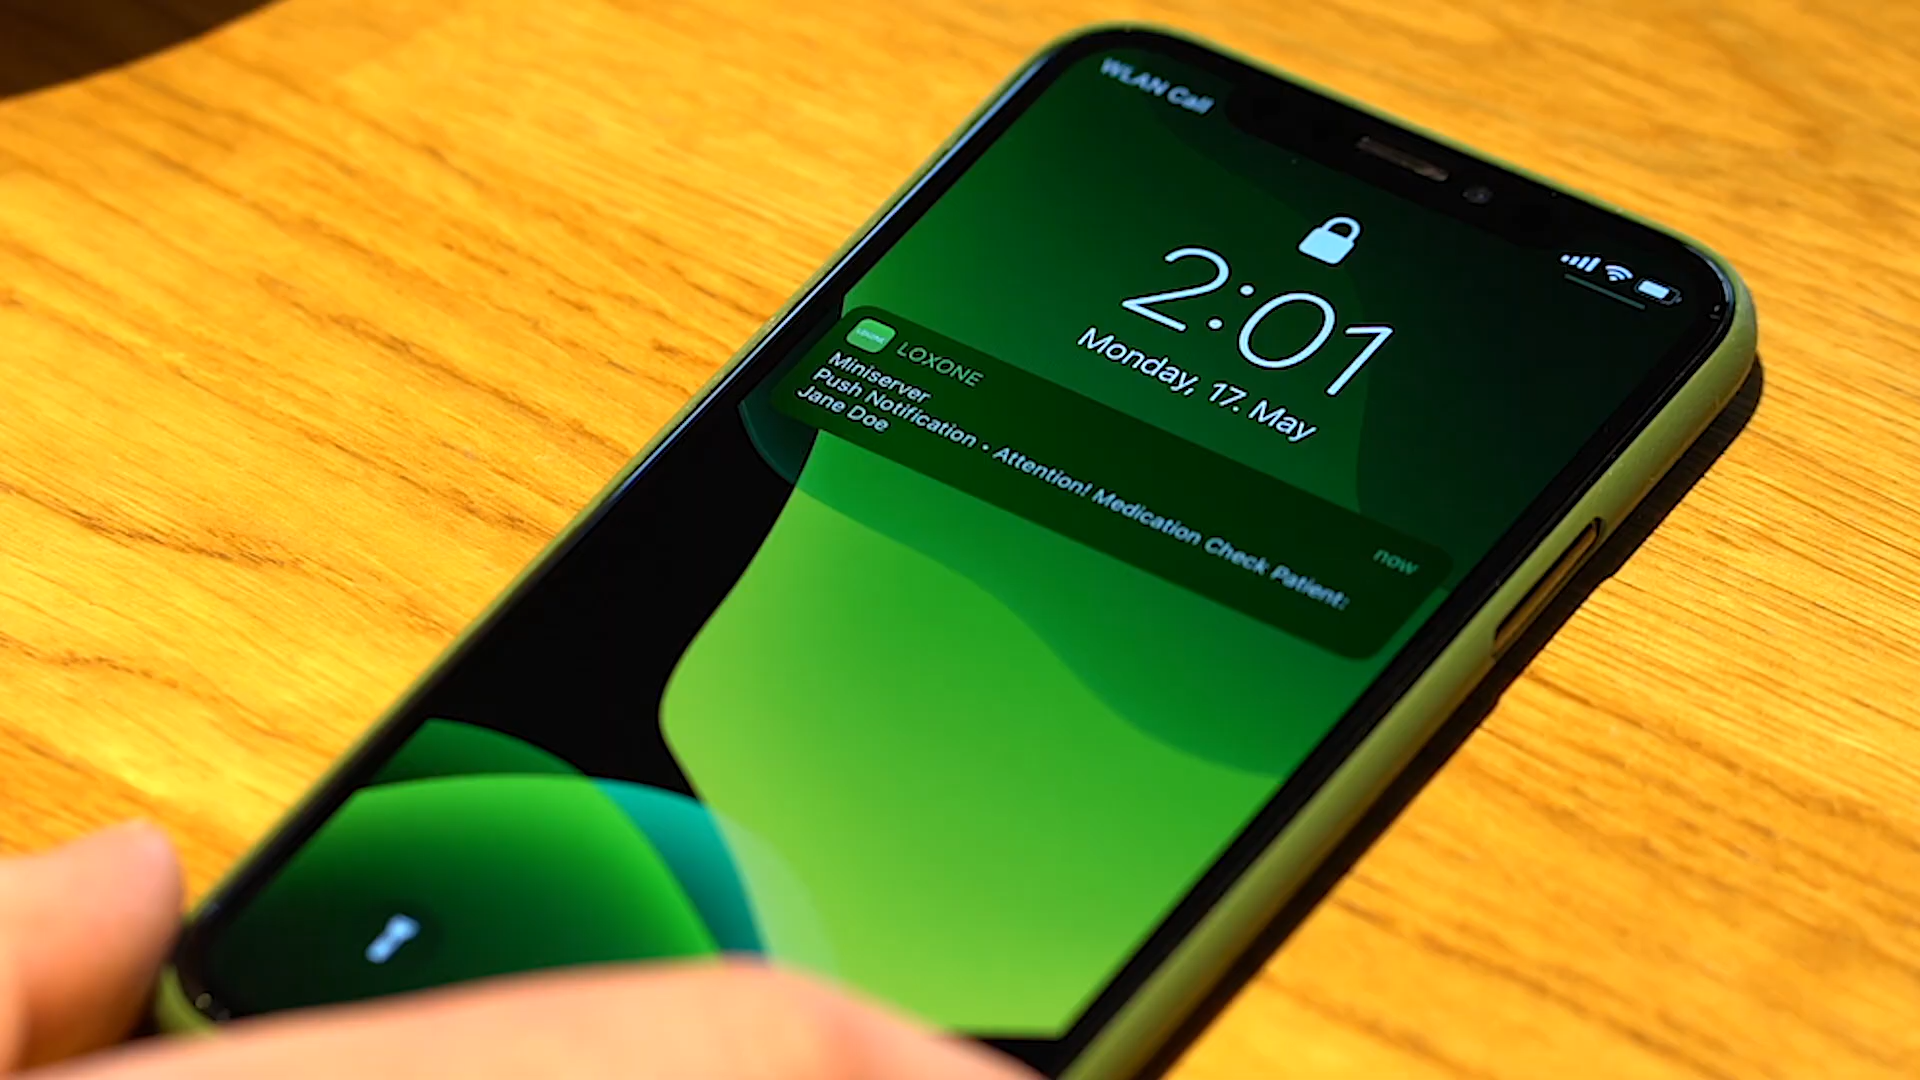 WLAN Call
2:01
Monday, 17. May
LOXONE
now
Miniserver
Push Notification • Attention! Medication Check Patient:
Jane Doe